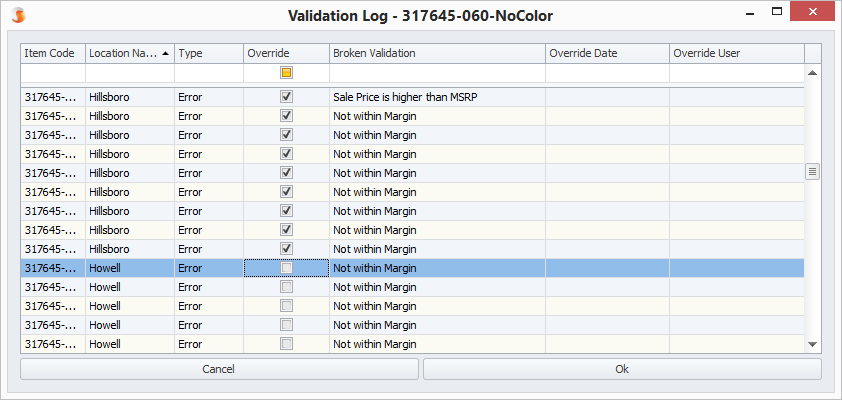 Validation Log - 317645-060-NoColor
Item Code Location Na... Type Override Broken Validation Override Date Override User
317645-... Hillsboro Error Sale Price is higher than MSRP
317645-... Hillsboro Error Not within Margin
317645-... Hillsboro Error Not within Margin
317645-... Hillsboro Error Not within Margin
317645-... Hillsboro Error Not within Margin
317645-... Hillsboro Error Not within Margin
317645-... Hillsboro Error Not within Margin
317645-... Hillsboro Error Not within Margin
317645-... Hillsboro Error Not within Margin
317645-... Howell Error Not within Margin
317645-... Howell Error Not within Margin
317645-... Howell Error Not within Margin
317645-... Howell Error Not within Margin
317645-... Howell Error Not within Margin
Cancel Ok